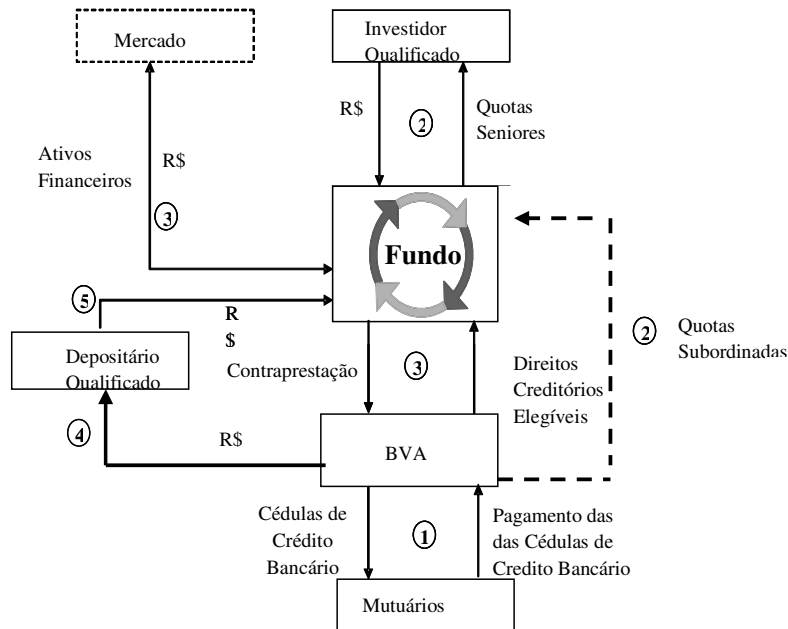 Mercado
Investidor
Qualificado
R$
2
Quotas
Seniores
Ativos
Financeiros
R$
3
Fundo
5
R
$
2
Quotas
Subordinadas
Depositário
Qualificado
Contraprestação
3
Direitos
Creditórios
Elegíveis
4
R$
BVA
Cédulas de
Crédito
Bancário
1
Pagamento das
das Cédulas de
Credito Bancário
Mutuários